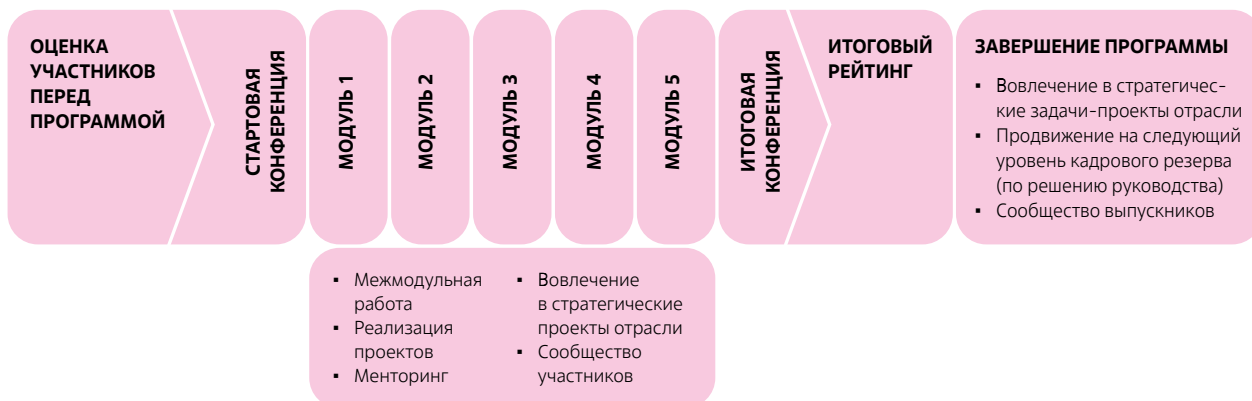 ОЦЕНКА
УЧАСТНИКОВ
ПЕРЕД
ПРОГРАММОЙ
СТАРТОВАЯ
КОНФЕРЕНЦИЯ
МОДУЛЬ 1
МОДУЛЬ 2
МОДУЛЬ 3
МОДУЛЬ 4
МОДУЛЬ 5
ИТОГОВАЯ
КОНФЕРЕНЦИЯ
ИТОГОВЫЙ
РЕЙТИНГ
ЗАВЕРШЕНИЕ ПРОГРАММЫ
▪ Вовлечение в стратегичес-
кие задачи-проекты отрасли
▪ Продвижение на следующий
уровень кадрового резерва
(по решению руководства)
▪ Сообщество выпускников
▪ Межмодульная
работа
▪ Реализация
проектов
▪ Менторинг
▪ Вовлечение
в стратегические
проекты отрасли
▪ Сообщество
участников